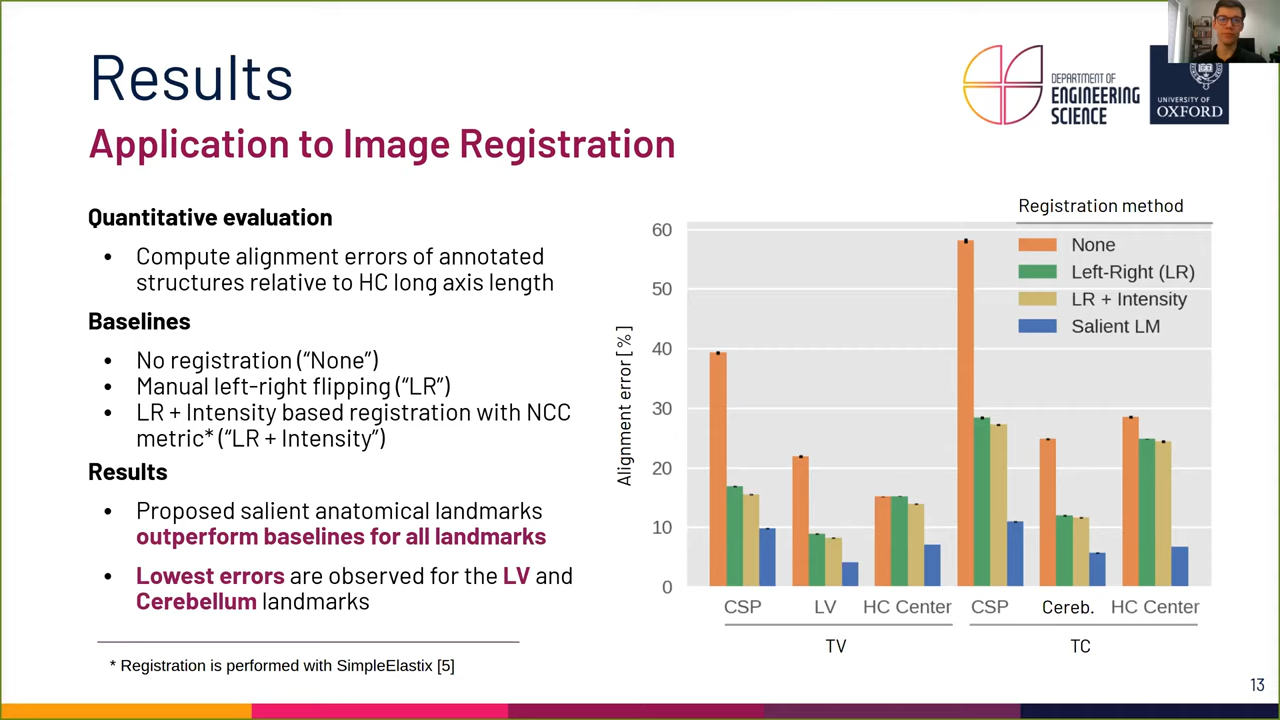 Results
Application to Image Registration
DEPARTMENT OF
ENGINEERING
SCIENCE
UNIVERSITY OF
OXFORD
Quantitative evaluation
• Compute alignment errors of annotated
structures relative to HC long axis length
Baselines
• No registration (“None”)
• Manual left-right flipping (“LR”)
• LR + Intensity based registration with NCC
metric* (“LR + Intensity”)
Results
• Proposed salient anatomical landmarks
outperform baselines for all landmarks
• Lowest errors are observed for the LV and
Cerebellum landmarks
* Registration is performed with SimpleElastix [5]
Registration method
None
Left-Right (LR)
LR + Intensity
Salient LM
Alignment error [%]
60
50
40
30
20
10
0
CSP LV HC Center CSP Cereb. HC Center
TV TC
13